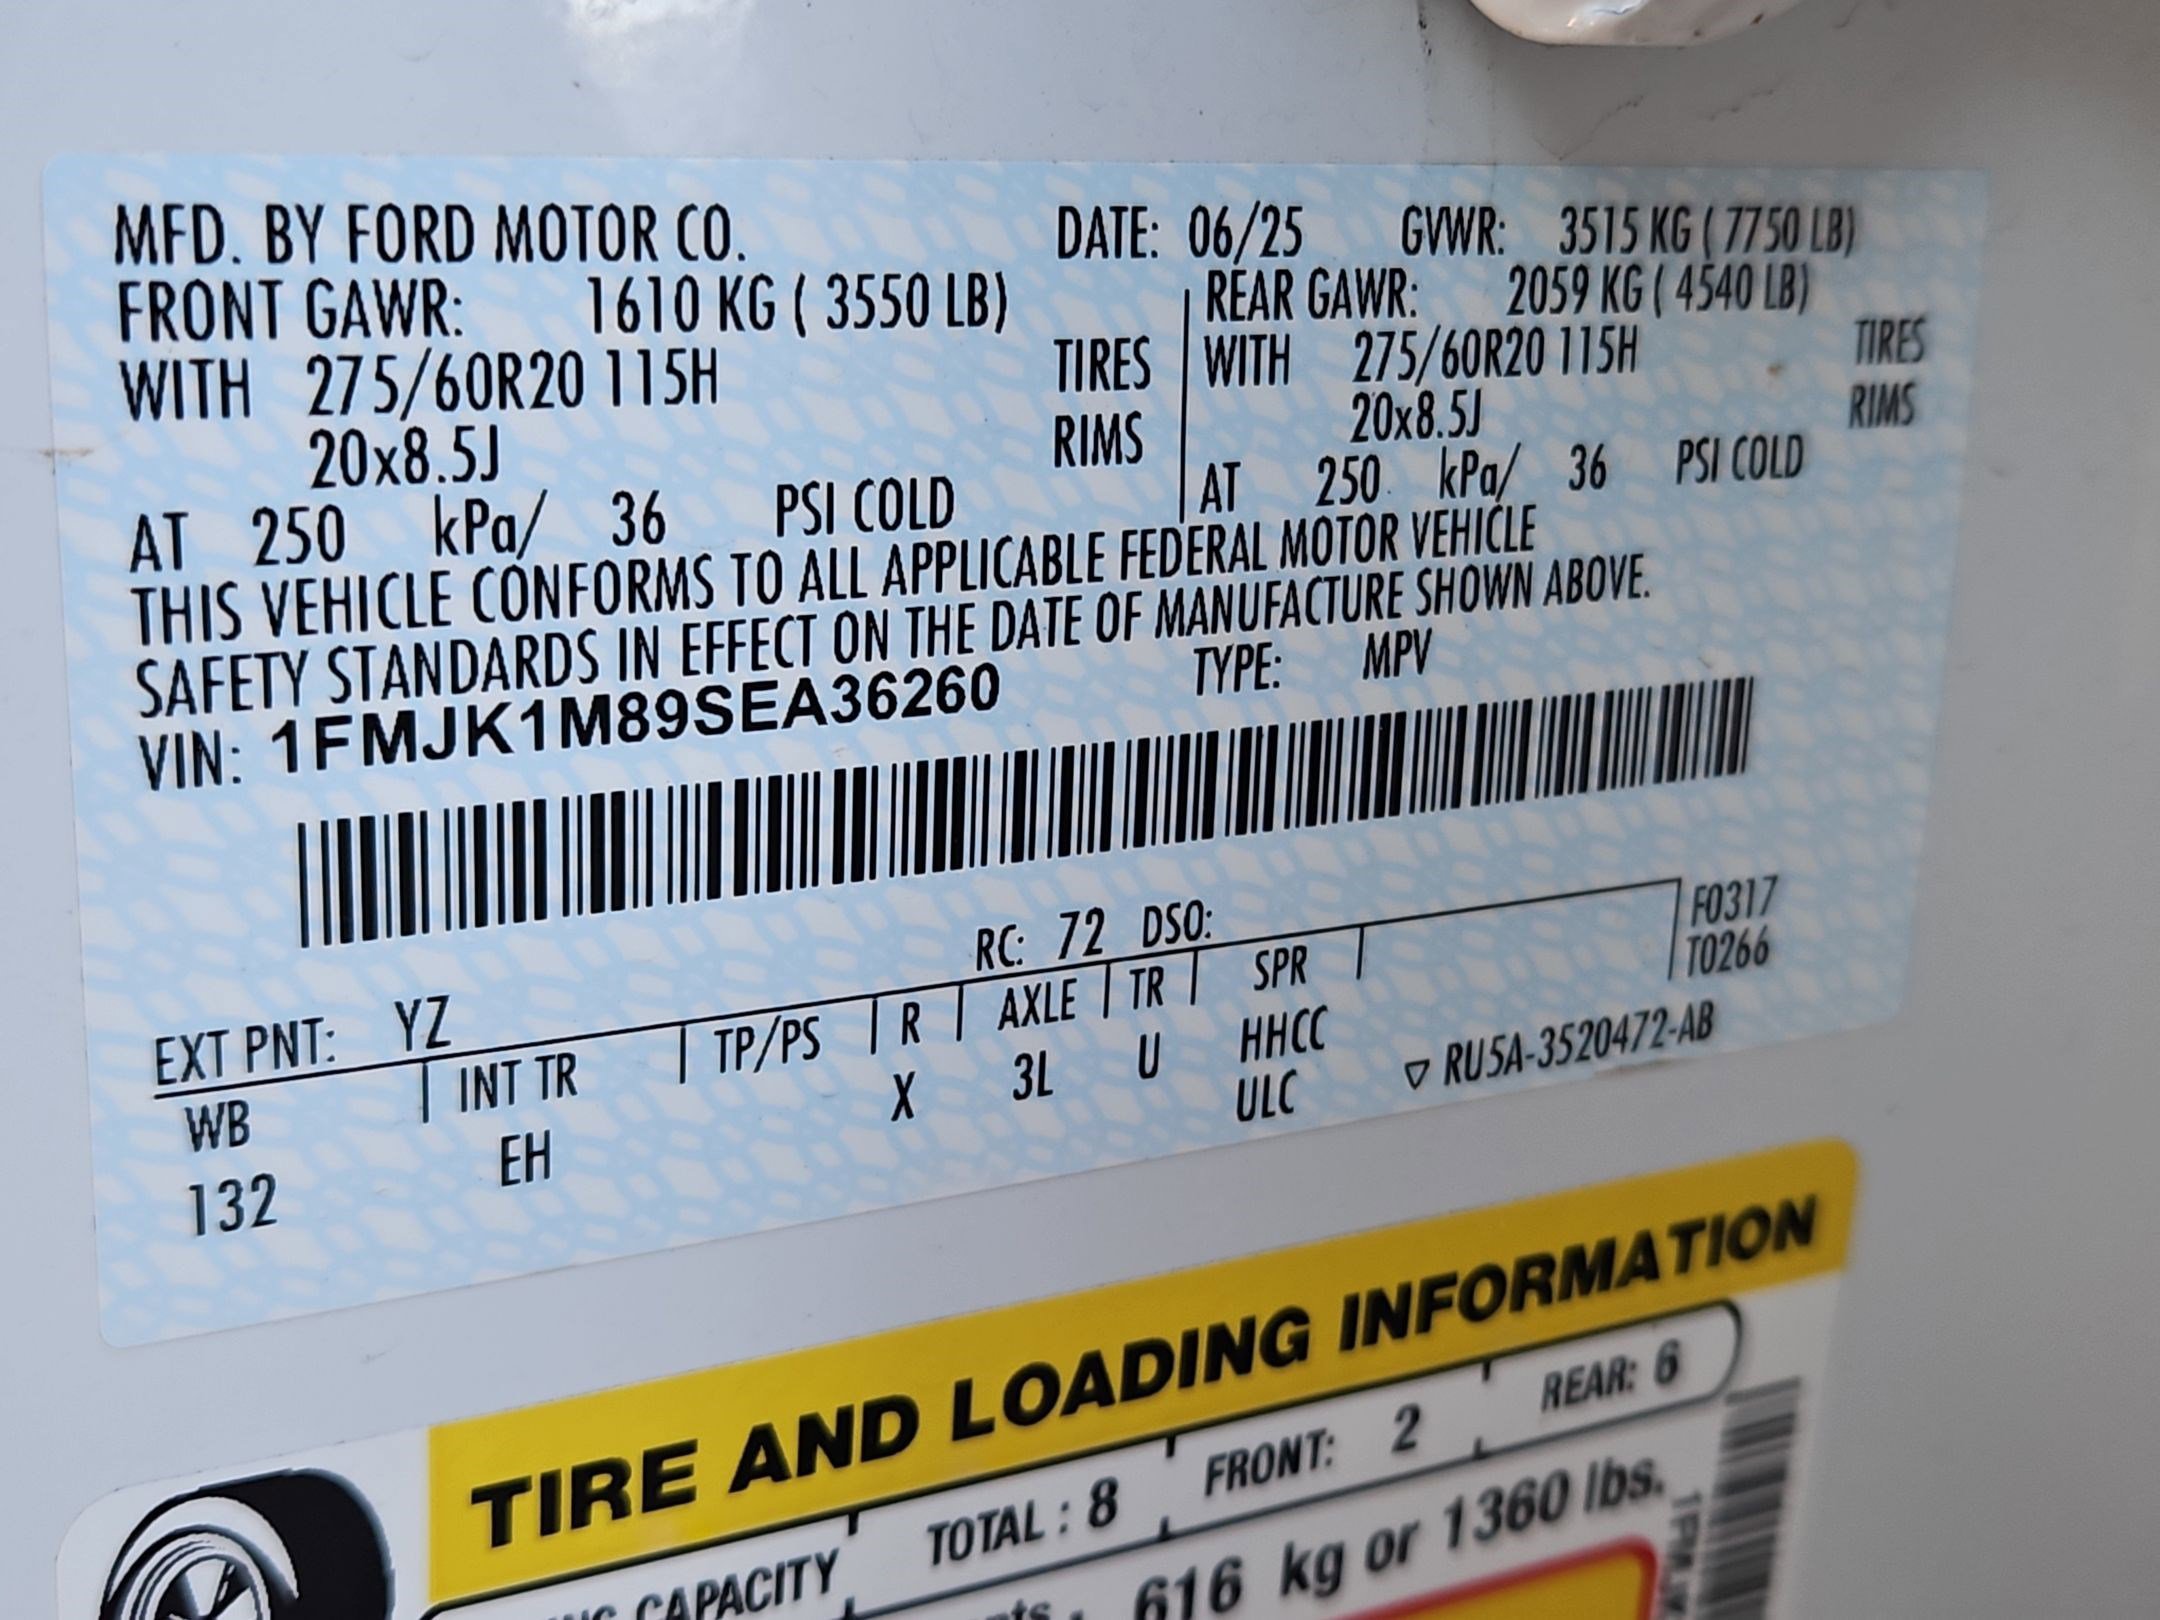 MFD. BY FORD MOTOR CO. DATE: 06/25 GVWR: 3515 KG ( 7750 LB)
FRONT GAWR: 1610 KG ( 3550 LB) REAR GAWR: 2059 KG ( 4540 LB)
WITH 275/60R20 115H TIRES WITH 275/60R20 115H TIRES
20x8.5J RIMS 20x8.5J RIMS
AT 250 kPa/ 36 PSI COLD AT 250 kPa/ 36 PSI COLD
THIS VEHICLE CONFORMS TO ALL APPLICABLE FEDERAL MOTOR VEHICLE
SAFETY STANDARDS IN EFFECT ON THE DATE OF MANUFACTURE SHOWN ABOVE.
VIN: 1FMJK1M89SEA36260 TYPE: MPV
EXT PNT: YZ RC: 72 DSO: F0317
WB INT TR TP/PS R AXLE TR SPR T0266
132 EH X 3L U HHCC
ULC ▽ RU5A-3520472-AB
TIRE AND LOADING INFORMATION
CAPACITY TOTAL : 8 FRONT: 2 REAR: 6
616 kg or 1360 lbs.